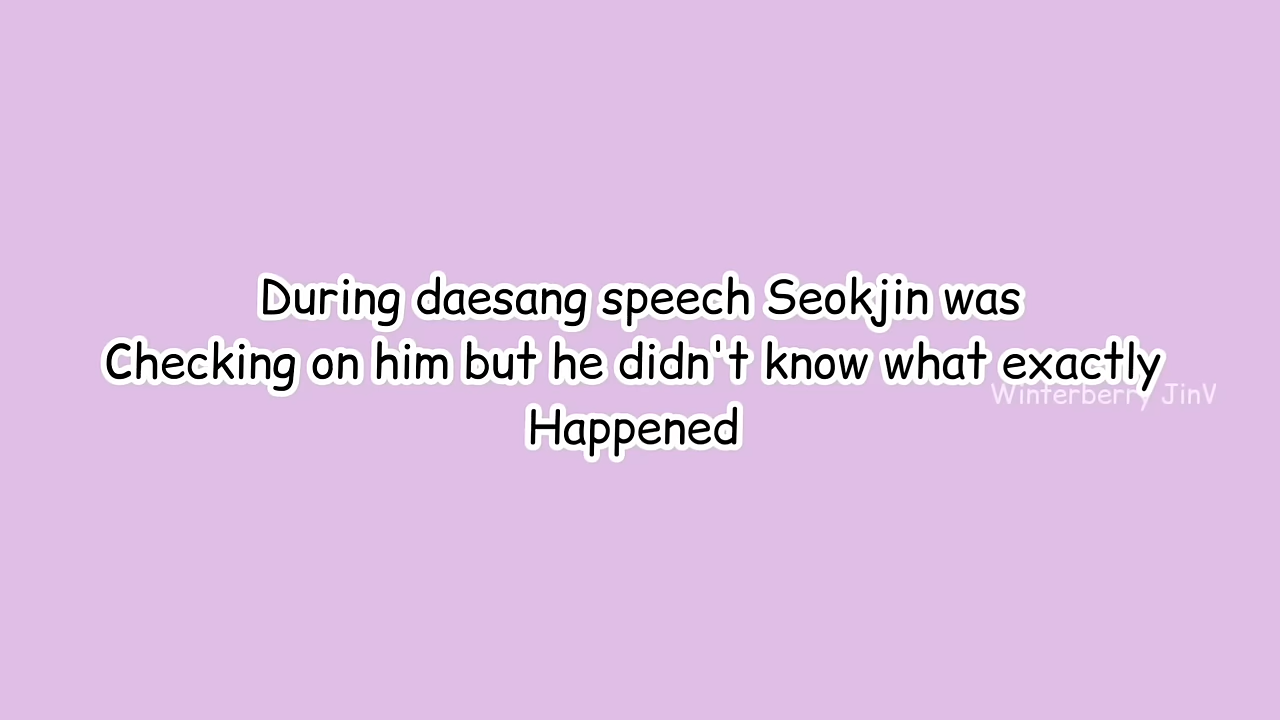 During daesang speech Seokjin was
Checking on him but he didn't know what exactly
Winterberry JinV
Happened